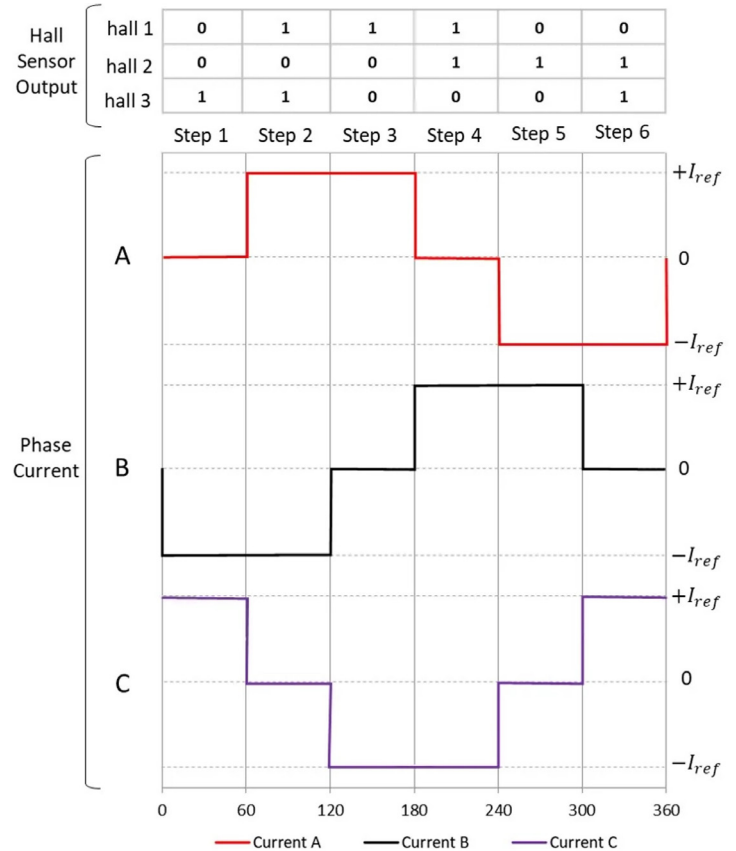 Hall Sensor Output
hall 1 0 1 1 1 0 0
hall 2 0 0 0 1 1 1
hall 3 1 1 0 0 0 1
Step 1 Step 2 Step 3 Step 4 Step 5 Step 6
Phase Current
A
+I_ref
0
−I_ref
B
+I_ref
0
−I_ref
C
+I_ref
0
−I_ref
0 60 120 180 240 300 360
Current A Current B Current C